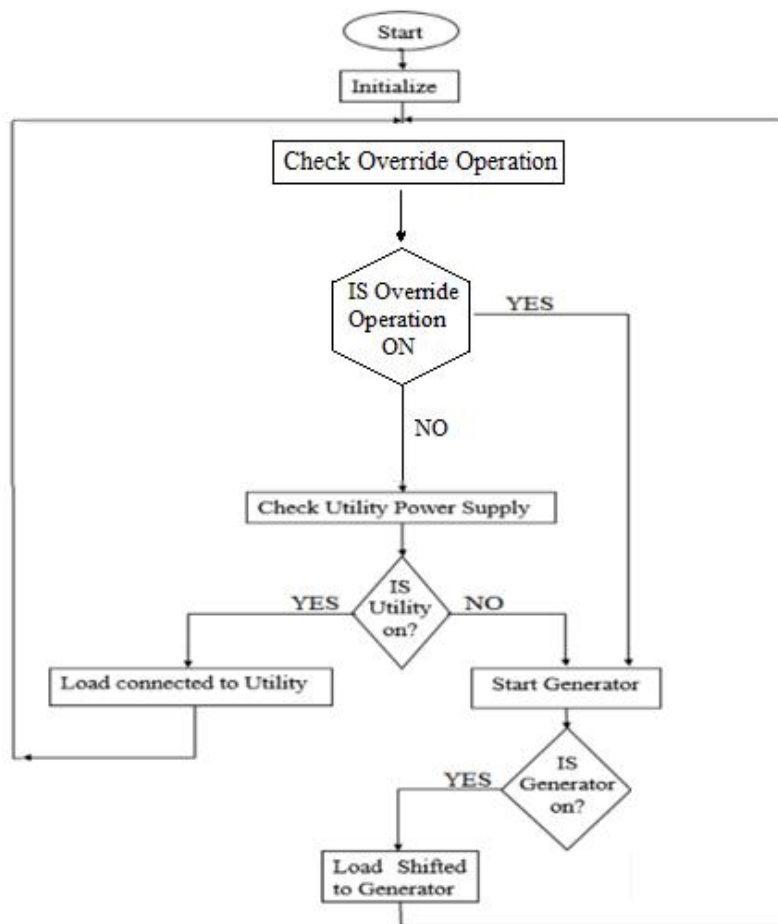 Start
Initialize
Check Override Operation
IS Override
Operation
ON
YES
NO
Check Utility Power Supply
IS
Utility
on?
YES
NO
Load connected to Utility
Start Generator
IS
Generator
on?
YES
Load Shifted
to Generator